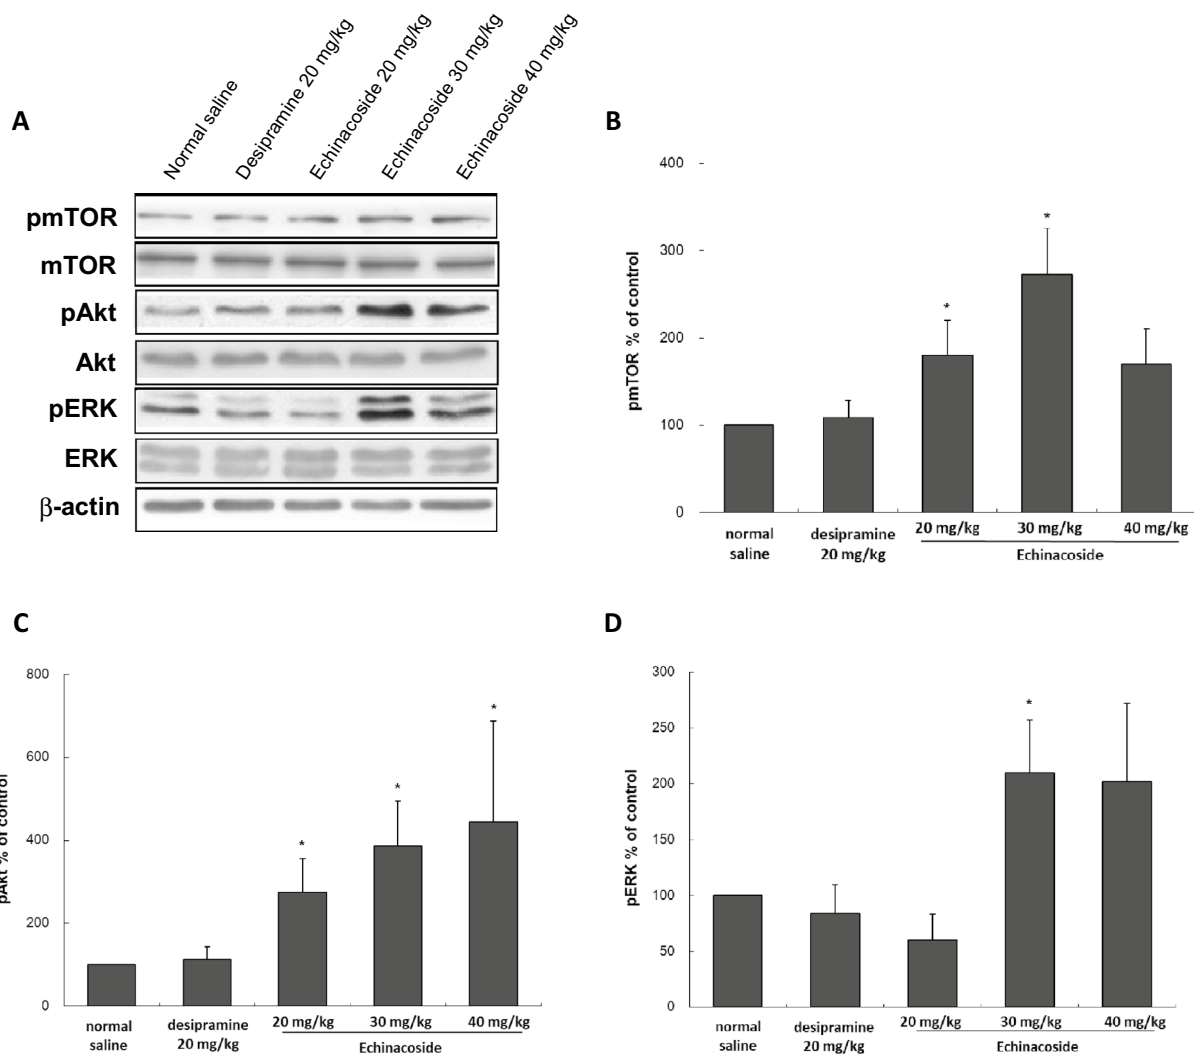 A
Normal saline
Desipramine 20 mg/kg
Echinacoside 20 mg/kg
Echinacoside 30 mg/kg
Echinacoside 40 mg/kg
pmTOR
mTOR
pAkt
Akt
pERK
ERK
β-actin
B
pmTOR % of control
400
300
200
100
0
*
*
normal
saline
desipramine
20 mg/kg
20 mg/kg
30 mg/kg
40 mg/kg
Echinacoside
C
pAkt % of control
800
600
400
200
0
*
*
*
normal
saline
desipramine
20 mg/kg
20 mg/kg
30 mg/kg
40 mg/kg
Echinacoside
D
pERK % of control
300
250
200
150
100
50
0
*
normal
saline
desipramine
20 mg/kg
20 mg/kg
30 mg/kg
40 mg/kg
Echinacoside